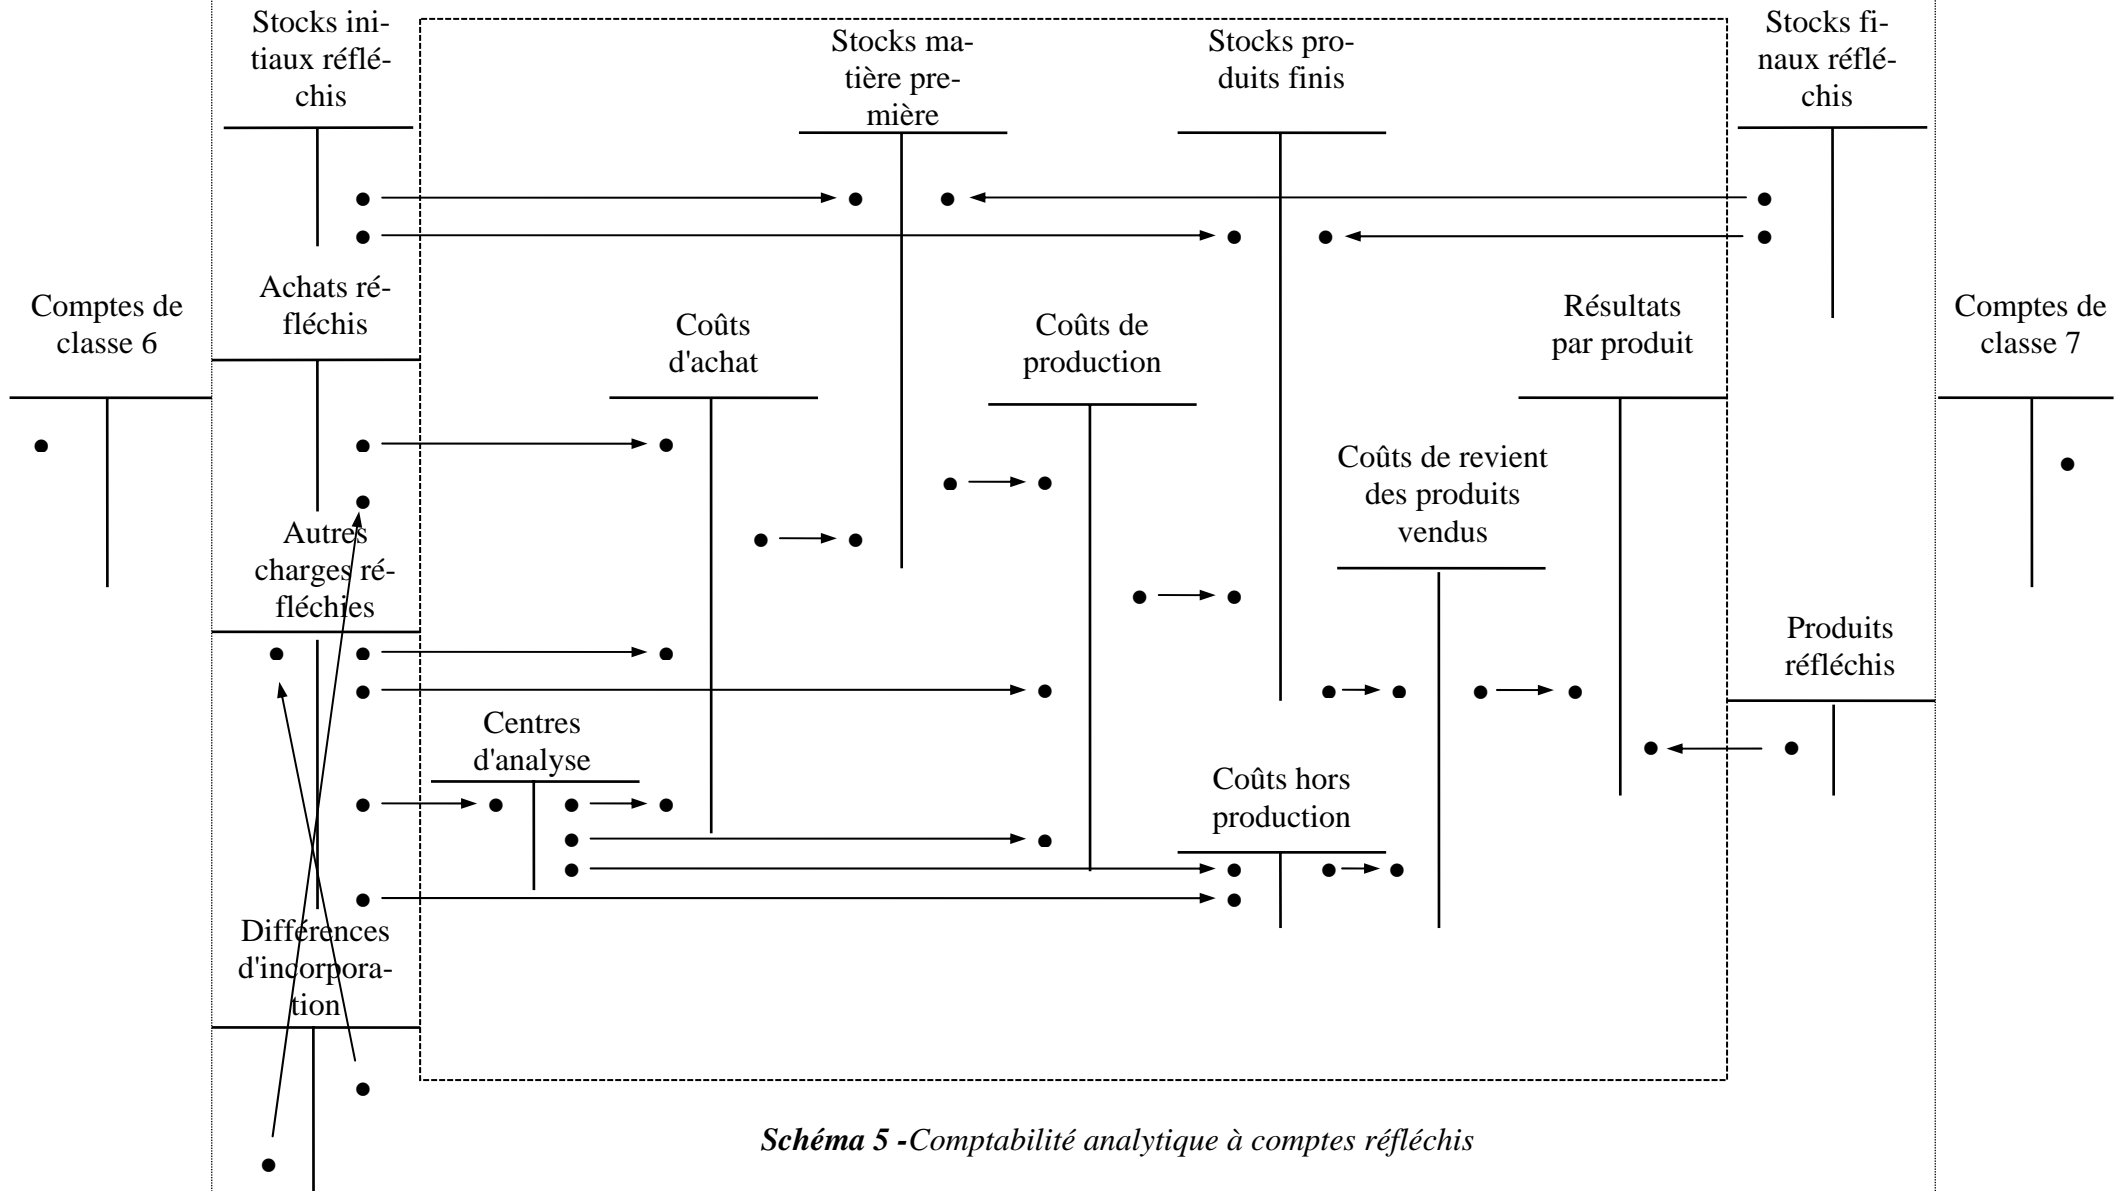 Stocks ini-
tiaux réflé-
chis
Stocks ma-
tière pre-
mière
Stocks pro-
duits finis
Stocks fi-
naux réflé-
chis
Comptes de
classe 6
Achats ré-
fléchis
Coûts
d'achat
Coûts de
production
Résultats
par produit
Comptes de
classe 7
Coûts de revient
des produits
vendus
Autres
charges ré-
fléchies
Produits
réfléchis
Centres
d'analyse
Coûts hors
production
Différences
d'incorpora-
tion
Schéma 5 -Comptabilité analytique à comptes réfléchis